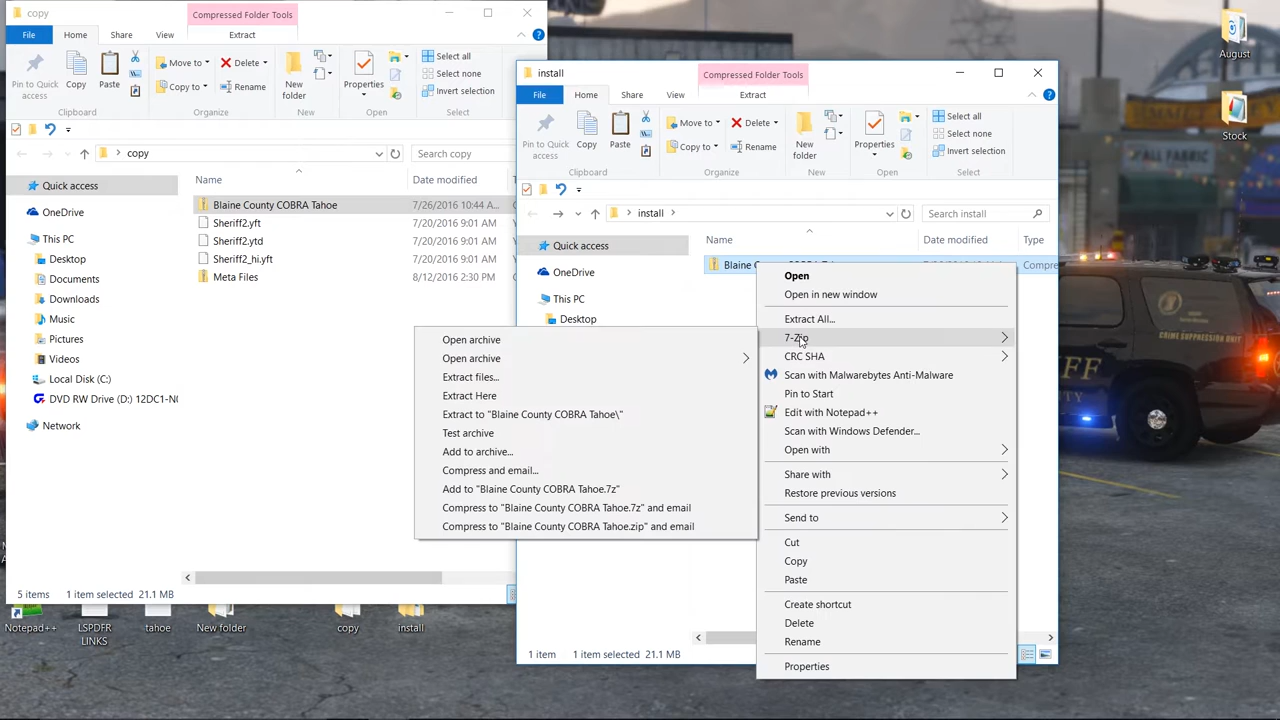 copy
Compressed Folder Tools
File Home Share View Extract
Pin to Quick access
Copy
Paste
Move to
Copy to
Delete
Rename
New folder
Properties
Select all
Select none
Invert selection
Clipboard Organize New Open Select
copy
Search copy
Quick access
OneDrive
This PC
Desktop
Documents
Downloads
Music
Pictures
Videos
Local Disk (C:)
DVD RW Drive (D:) 12DC1-N
Network
Name Date modified
Blaine County COBRA Tahoe 7/26/2016 10:44 A...
Sheriff2.yft 7/20/2016 9:01 AM
Sheriff2.ytd 7/20/2016 9:01 AM
Sheriff2_hi.yft 7/20/2016 9:01 AM
Meta Files 8/12/2016 2:30 PM
5 items 1 item selected 21.1 MB
install
Compressed Folder Tools
File Home Share View Extract
Pin to Quick access
Copy
Paste
Move to
Copy to
Delete
Rename
New folder
Properties
Select all
Select none
Invert selection
Clipboard Organize New Open Select
install
Search install
Quick access
OneDrive
This PC
Desktop
Name Date modified Type
Blaine C
Compre
1 item 1 item selected 21.1 MB
Open
Open in new window
Extract All...
7-Zip
CRC SHA
Scan with Malwarebytes Anti-Malware
Pin to Start
Edit with Notepad++
Scan with Windows Defender...
Open with
Share with
Restore previous versions
Send to
Cut
Copy
Paste
Create shortcut
Delete
Rename
Properties
Open archive
Open archive
Extract files...
Extract Here
Extract to "Blaine County COBRA Tahoe\"
Test archive
Add to archive...
Compress and email...
Add to "Blaine County COBRA Tahoe.7z"
Compress to "Blaine County COBRA Tahoe.7z" and email
Compress to "Blaine County COBRA Tahoe.zip" and email
Notepad++
LSPDFR LINKS
tahoe
New folder
copy
install
August
Stock
ALL FABRIC
CRIME SUPPRESSION UNIT